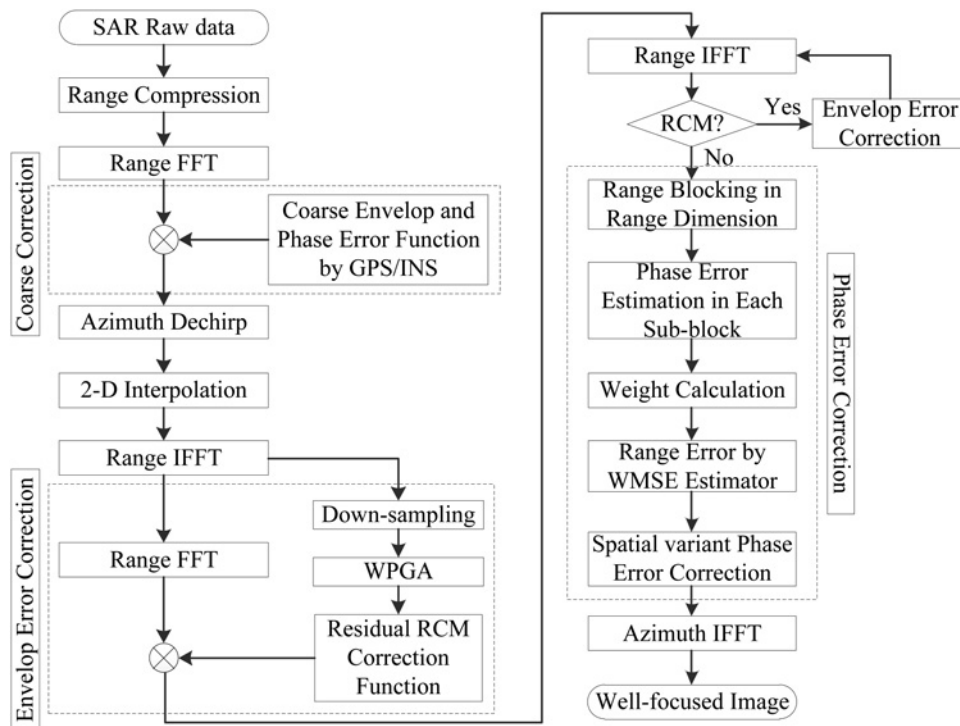 SAR Raw data
Range Compression
Range FFT
Coarse Correction
Coarse Envelop and
Phase Error Function
by GPS/INS
Azimuth Dechirp
2-D Interpolation
Range IFFT
Envelop Error Correction
Down-sampling
Range FFT
WPGA
Residual RCM
Correction
Function
Range IFFT
RCM?
Yes
Envelop Error
Correction
No
Range Blocking in
Range Dimension
Phase Error
Estimation in Each
Sub-block
Weight Calculation
Range Error by
WMSE Estimator
Spatial variant Phase
Error Correction
Phase Error Correction
Azimuth IFFT
Well-focused Image